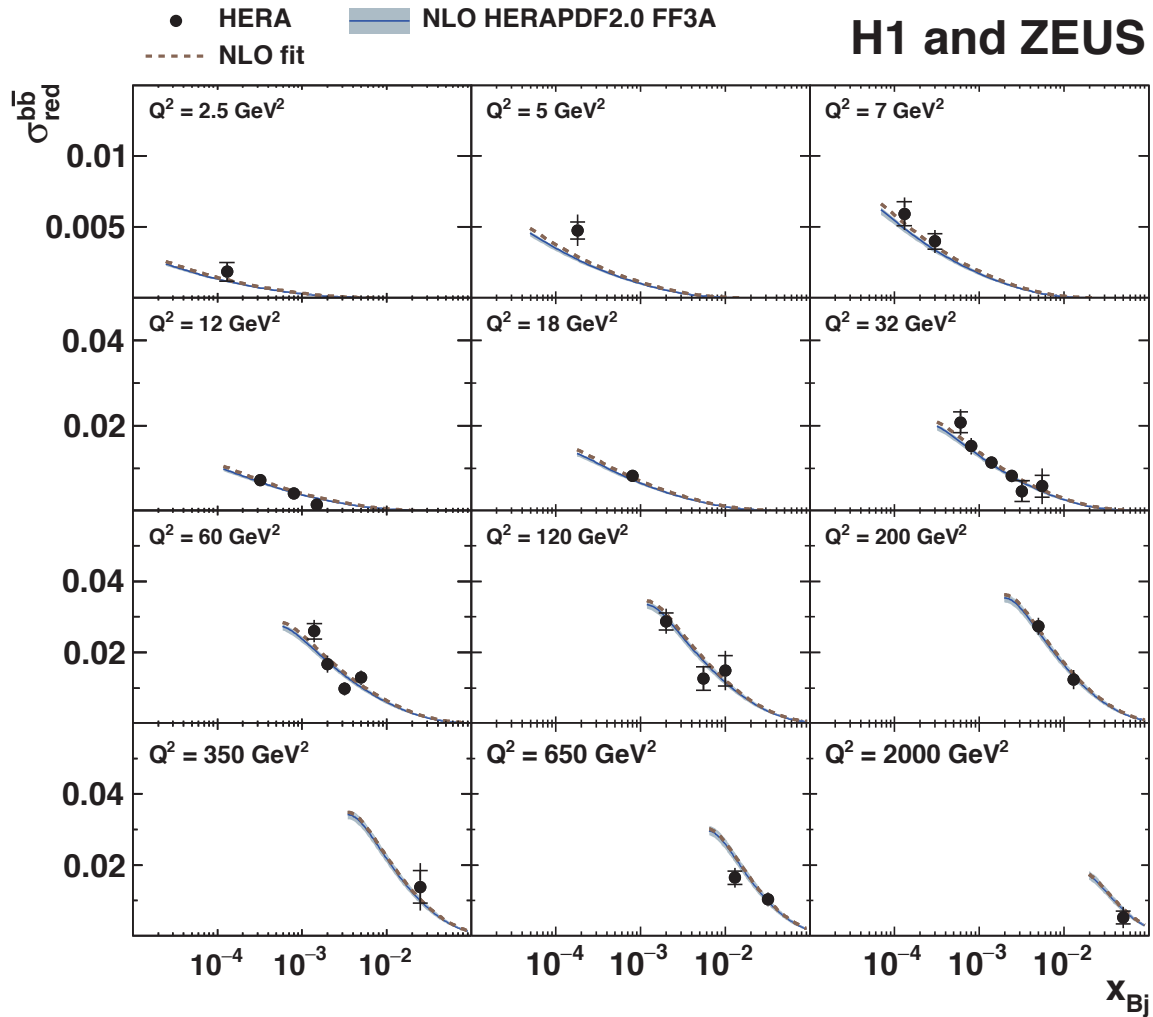 HERA
NLO HERAPDF2.0 FF3A
NLO fit
H1 and ZEUS
σ^{bb̄}_{red}
Q² = 2.5 GeV²
Q² = 5 GeV²
Q² = 7 GeV²
0.01
0.005
Q² = 12 GeV²
Q² = 18 GeV²
Q² = 32 GeV²
0.04
0.02
Q² = 60 GeV²
Q² = 120 GeV²
Q² = 200 GeV²
0.04
0.02
Q² = 350 GeV²
Q² = 650 GeV²
Q² = 2000 GeV²
0.04
0.02
10⁻⁴ 10⁻³ 10⁻² 10⁻⁴ 10⁻³ 10⁻² 10⁻⁴ 10⁻³ 10⁻²
x_{Bj}